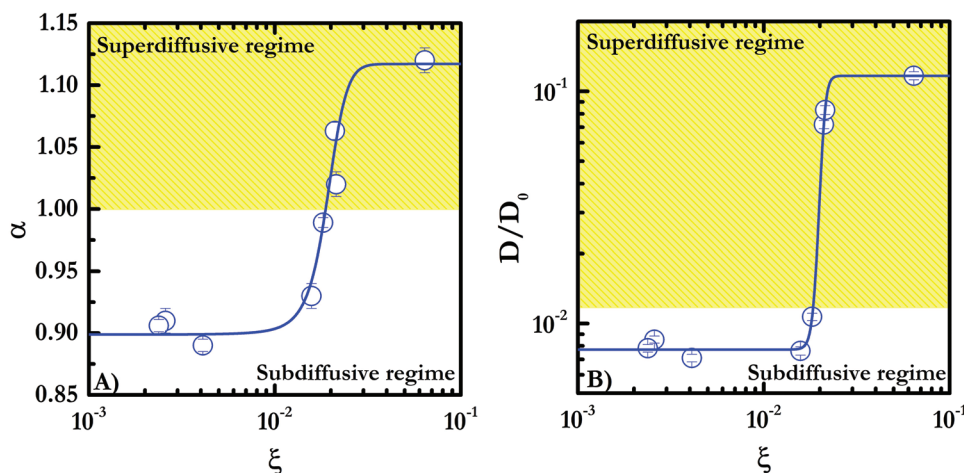 1.15
Superdiffusive regime
1.10
1.05
1.00
0.95
0.90
0.85
α
A)
Subdiffusive regime
10⁻³
10⁻²
10⁻¹
ξ
Superdiffusive regime
10⁻¹
D/D₀
10⁻²
B)
Subdiffusive regime
10⁻³
10⁻²
10⁻¹
ξ